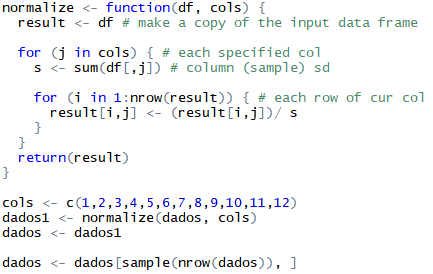 normalize <- function(df, cols) {
  result <- df # make a copy of the input data frame

  for (j in cols) { # each specified col
    s <- sum(df[,j]) # column (sample) sd

    for (i in 1:nrow(result)) { # each row of cur col
      result[i,j] <- (result[i,j])/ s
    }
  }
  return(result)
}

cols <- c(1,2,3,4,5,6,7,8,9,10,11,12)
dados1 <- normalize(dados, cols)
dados <- dados1

dados <- dados[sample(nrow(dados)), ]